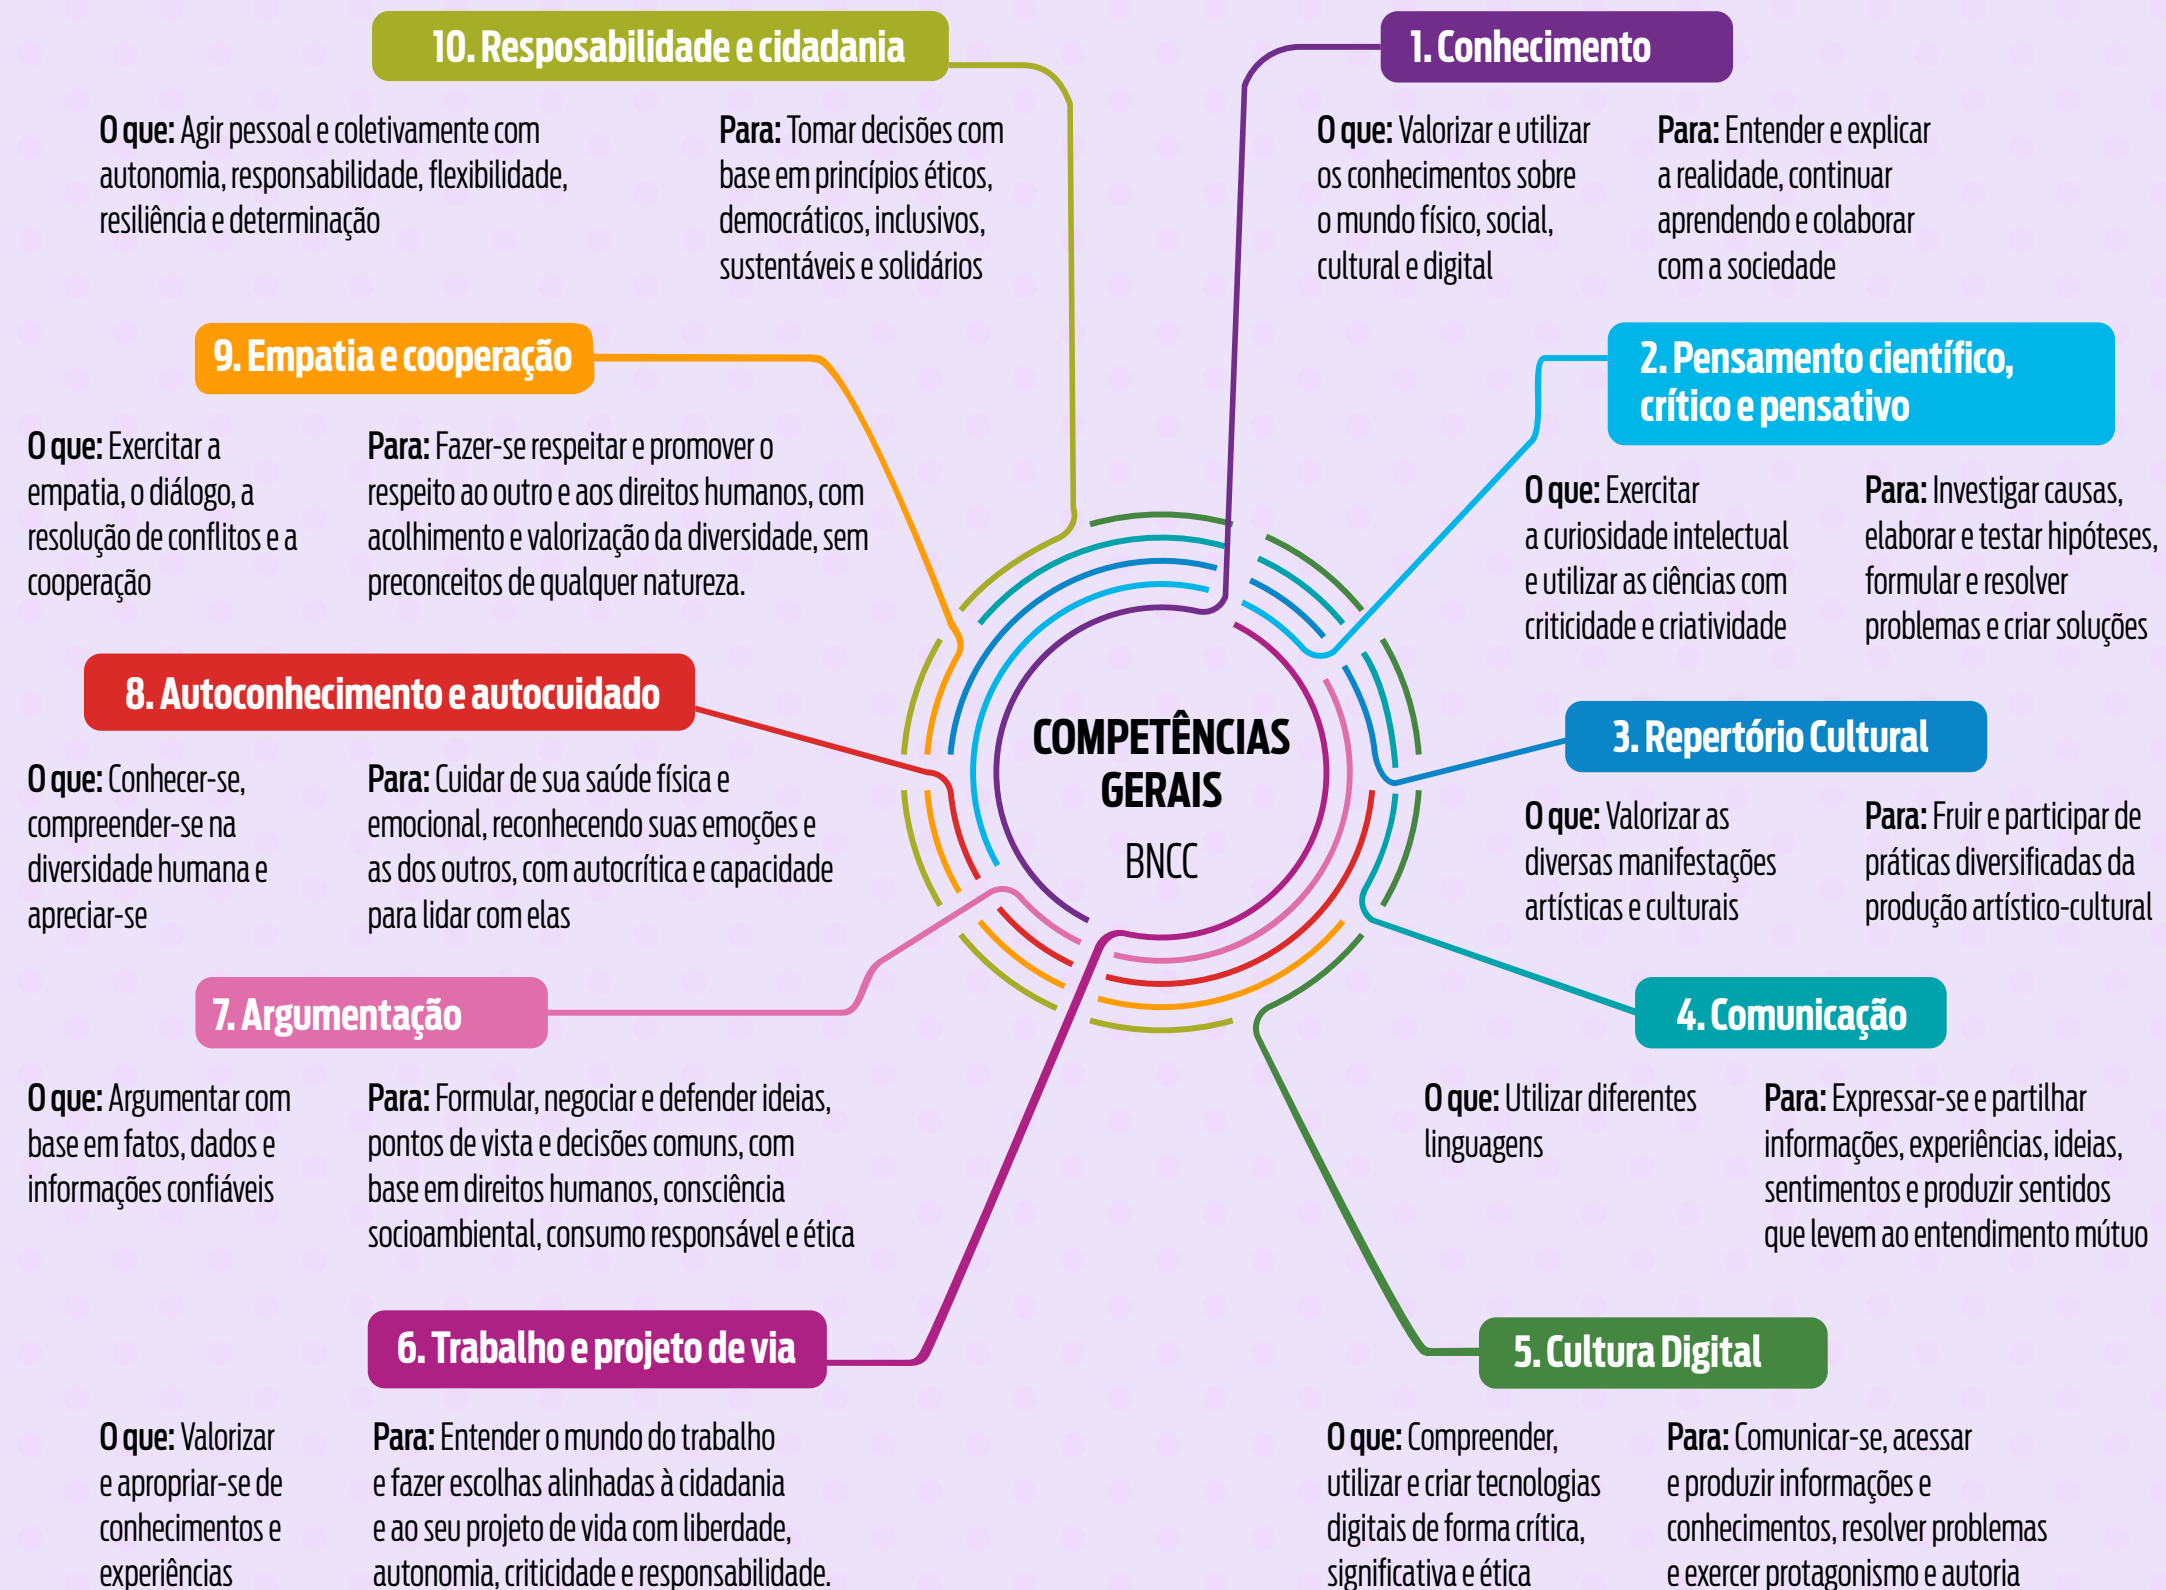 10. Resposabilidade e cidadania
O que: Agir pessoal e coletivamente com
autonomia, responsabilidade, flexibilidade,
resiliência e determinação
Para: Tomar decisões com
base em princípios éticos,
democráticos, inclusivos,
sustentáveis e solidários
1. Conhecimento
O que: Valorizar e utilizar
os conhecimentos sobre
o mundo físico, social,
cultural e digital
Para: Entender e explicar
a realidade, continuar
aprendendo e colaborar
com a sociedade
9. Empatia e cooperação
O que: Exercitar a
empatia, o diálogo, a
resolução de conflitos e a
cooperação
Para: Fazer-se respeitar e promover o
respeito ao outro e aos direitos humanos, com
acolhimento e valorização da diversidade, sem
preconceitos de qualquer natureza.
2. Pensamento científico,
crítico e pensativo
O que: Exercitar
a curiosidade intelectual
e utilizar as ciências com
criticidade e criatividade
Para: Investigar causas,
elaborar e testar hipóteses,
formular e resolver
problemas e criar soluções
8. Autoconhecimento e autocuidado
O que: Conhecer-se,
compreender-se na
diversidade humana e
apreciar-se
Para: Cuidar de sua saúde física e
emocional, reconhecendo suas emoções e
as dos outros, com autocrítica e capacidade
para lidar com elas
COMPETÊNCIAS
GERAIS
BNCC
3. Repertório Cultural
O que: Valorizar as
diversas manifestações
artísticas e culturais
Para: Fruir e participar de
práticas diversificadas da
produção artístico-cultural
7. Argumentação
O que: Argumentar com
base em fatos, dados e
informações confiáveis
Para: Formular, negociar e defender ideias,
pontos de vista e decisões comuns, com
base em direitos humanos, consciência
socioambiental, consumo responsável e ética
4. Comunicação
O que: Utilizar diferentes
linguagens
Para: Expressar-se e partilhar
informações, experiências, ideias,
sentimentos e produzir sentidos
que levem ao entendimento mútuo
6. Trabalho e projeto de via
O que: Valorizar
e apropriar-se de
conhecimentos e
experiências
Para: Entender o mundo do trabalho
e fazer escolhas alinhadas à cidadania
e ao seu projeto de vida com liberdade,
autonomia, criticidade e responsabilidade.
5. Cultura Digital
O que: Compreender,
utilizar e criar tecnologias
digitais de forma crítica,
significativa e ética
Para: Comunicar-se, acessar
e produzir informações e
conhecimentos, resolver problemas
e exercer protagonismo e autoria